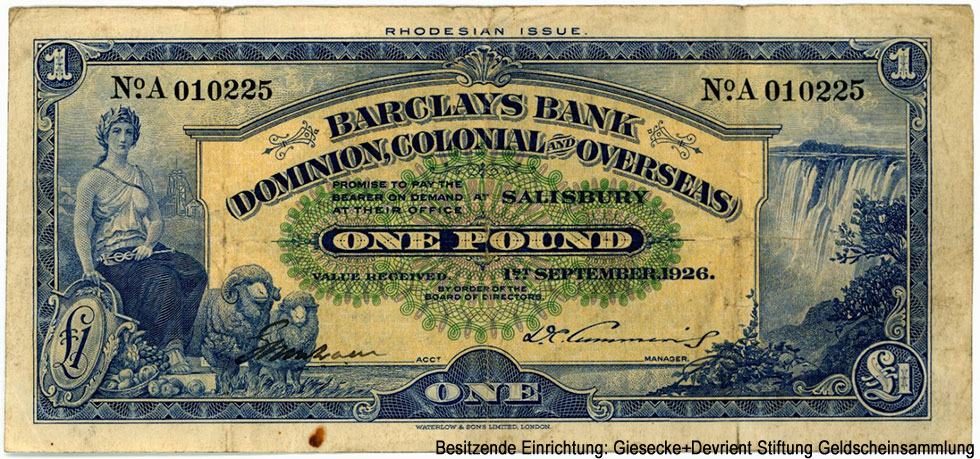 RHODESIAN ISSUE.
1 1
No. A 010225 No. A 010225
BARCLAYS BANK
DOMINION, COLONIAL AND OVERSEAS
PROMISE TO PAY THE
BEARER ON DEMAND AT SALISBURY
AT THEIR OFFICE
ONE POUND
VALUE RECEIVED. 1ST SEPTEMBER, 1926.
BY ORDER OF THE
BOARD OF DIRECTORS.
ACCT MANAGER.
£1 £1
ONE
WATERLOW & SONS LIMITED, LONDON.
Besitzende Einrichtung: Giesecke+Devrient Stiftung Geldscheinsammlung